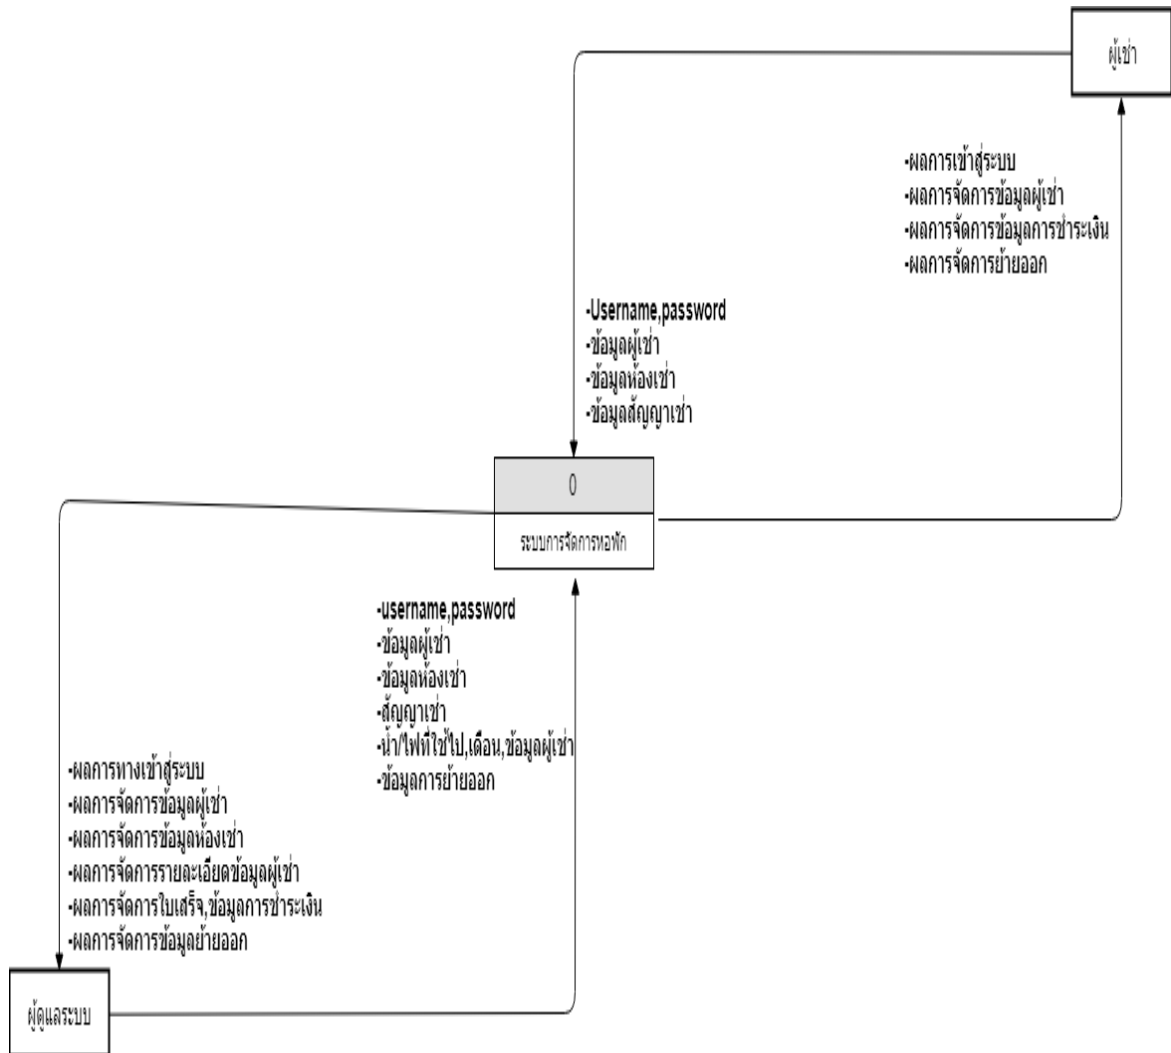 ผู้เช่า
-ผลการเข้าสู่ระบบ
-ผลการจัดการข้อมูลผู้เช่า
-ผลการจัดการข้อมูลการชำระเงิน
-ผลการจัดการย้ายออก
-Username,password
-ข้อมูลผู้เช่า
-ข้อมูลห้องเช่า
-ข้อมูลสัญญาเช่า
0
ระบบการจัดการหอพัก
-username,password
-ข้อมูลผู้เช่า
-ข้อมูลห้องเช่า
-สัญญาเช่า
-น้ำ/ไฟที่ใช้ไป,เดือน,ข้อมูลผู้เช่า
-ข้อมูลการย้ายออก
-ผลการทางเข้าสู่ระบบ
-ผลการจัดการข้อมูลผู้เช่า
-ผลการจัดการข้อมูลห้องเช่า
-ผลการจัดการรายละเอียดข้อมูลผู้เช่า
-ผลการจัดการใบเสร็จ,ข้อมูลการชำระเงิน
-ผลการจัดการข้อมูลย้ายออก
ผู้ดูแลระบบ